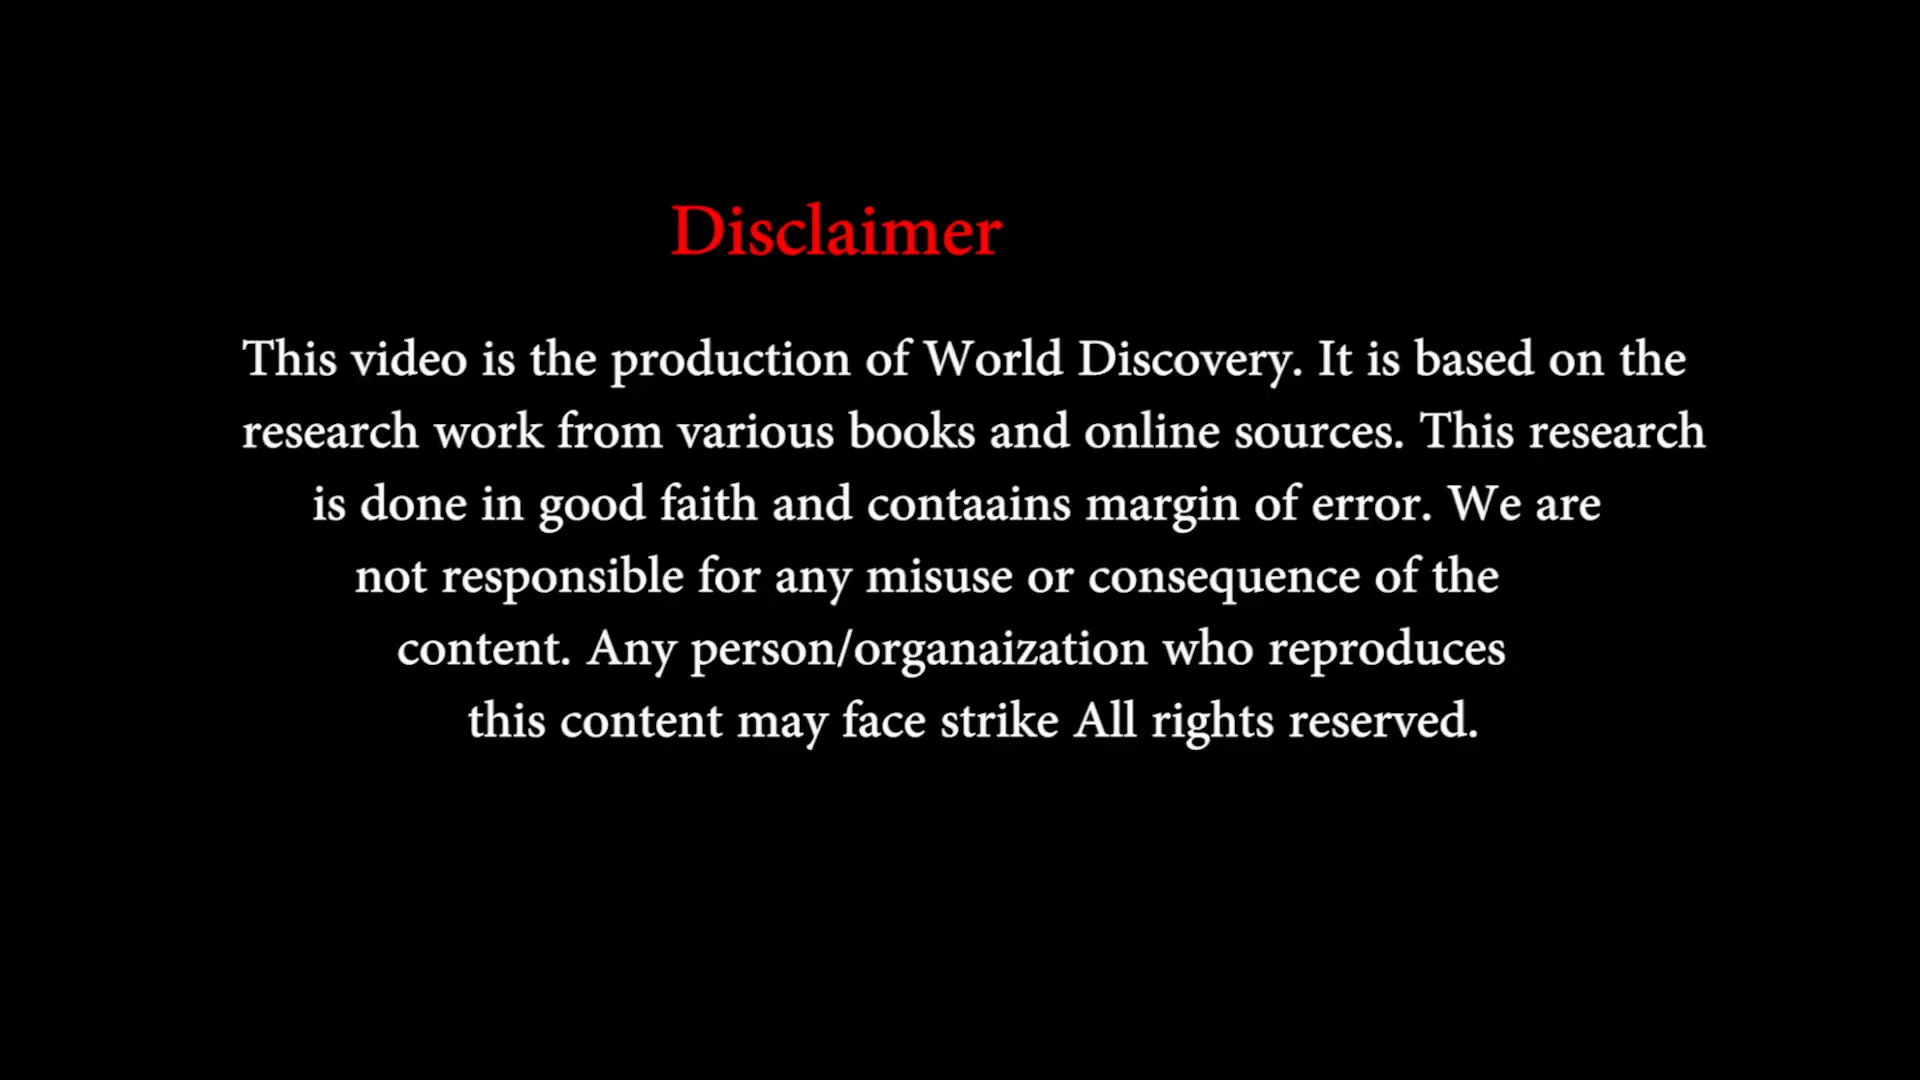 Disclaimer
This video is the production of World Discovery. It is based on the
research work from various books and online sources. This research
is done in good faith and contaains margin of error. We are
not responsible for any misuse or consequence of the
content. Any person/organaization who reproduces
this content may face strike All rights reserved.